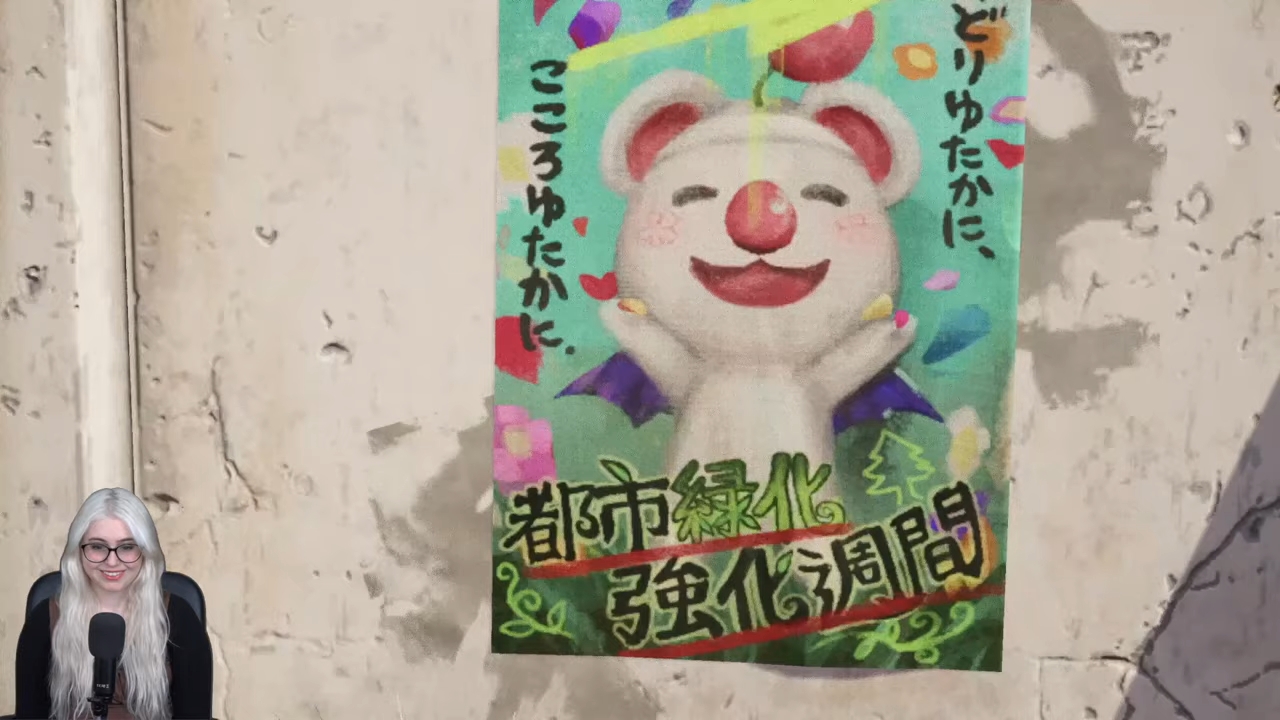 どりゆたかに、
こころゆたかに.
都市緑化
強化週間